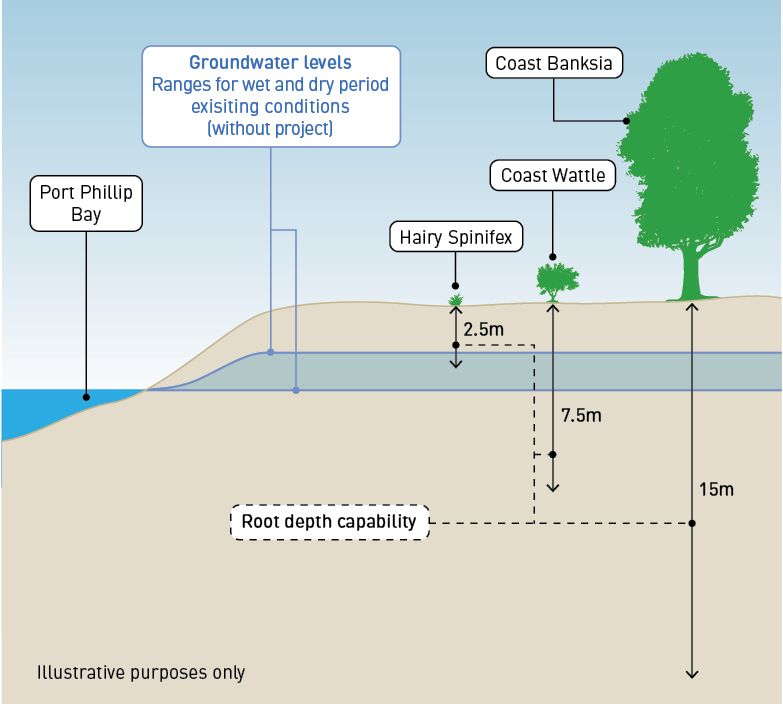 Groundwater levels
Ranges for wet and dry period
exisiting conditions
(without project)
Coast Banksia
Port Phillip
Bay
Coast Wattle
Hairy Spinifex
2.5m
7.5m
15m
Root depth capability
Illustrative purposes only